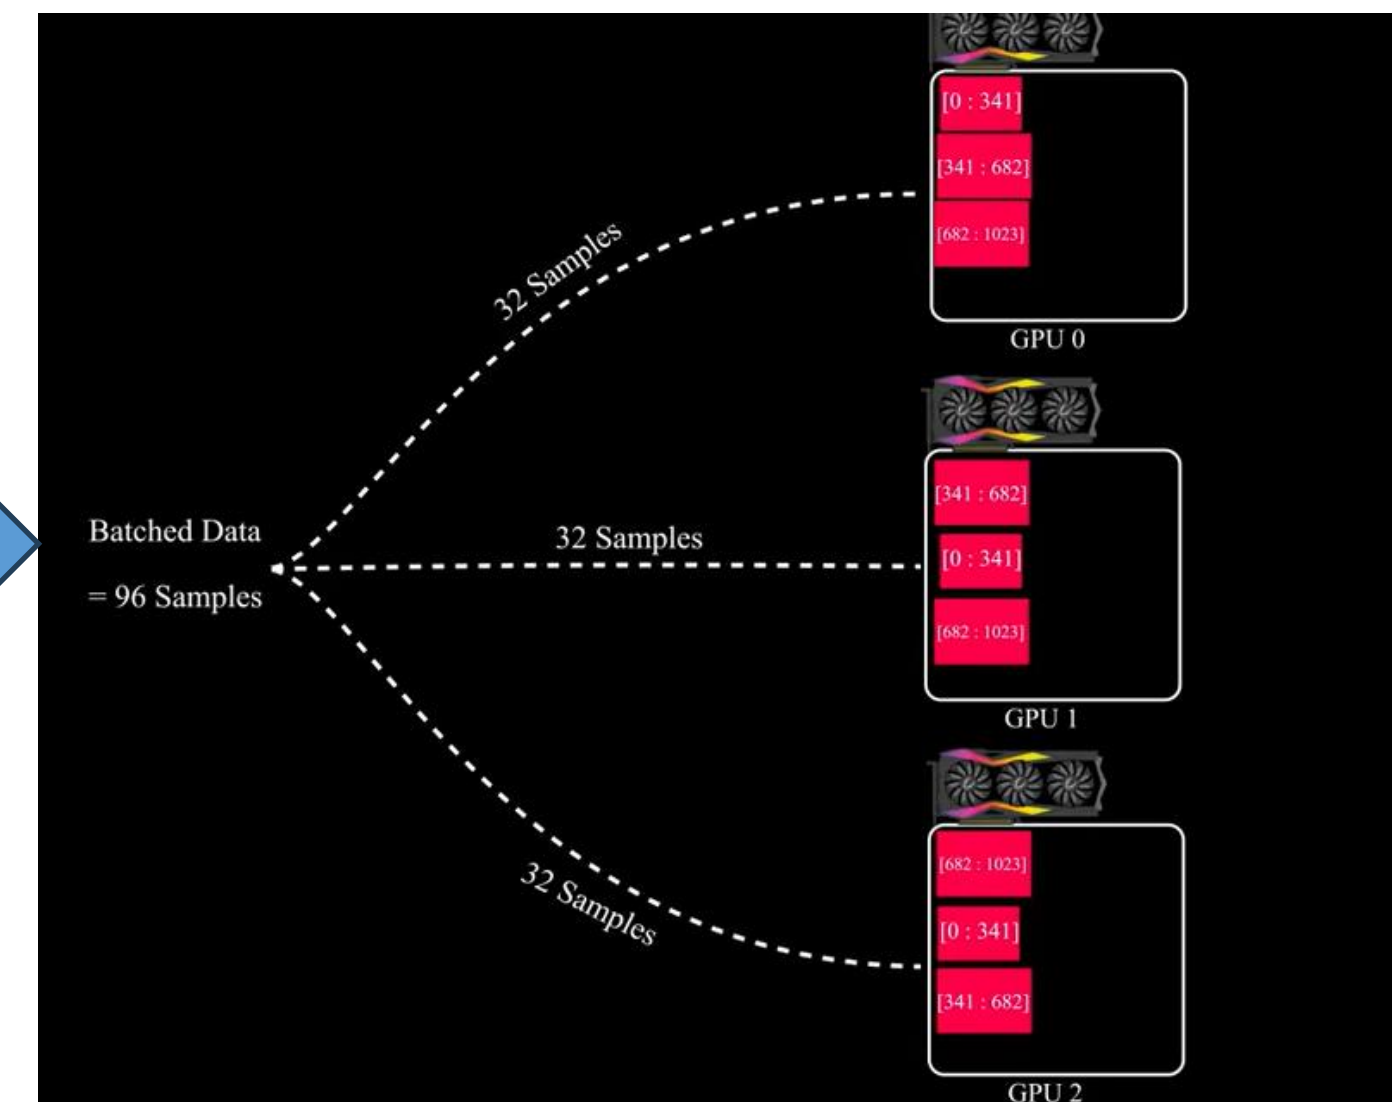 [0 : 341]
[341 : 682]
[682 : 1023]
GPU 0
32 Samples
[341 : 682]
[0 : 341]
[682 : 1023]
GPU 1
Batched Data
= 96 Samples
32 Samples
[682 : 1023]
[0 : 341]
[341 : 682]
GPU 2
32 Samples